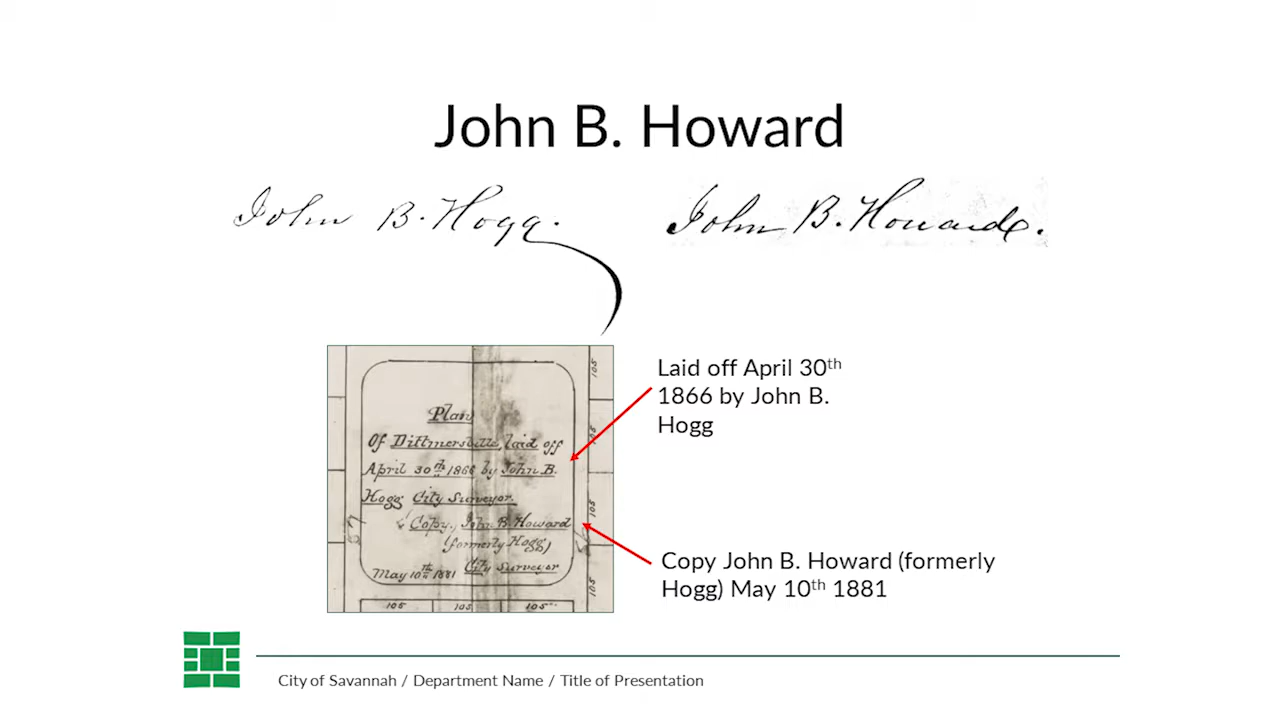 John B. Howard
John B. Hogg.
John B. Howard.
Laid off April 30th
1866 by John B.
Hogg
105
Plan
Of Dittmersville, laid off
105
April 30th 1866 by John B.
Hogg City Surveyor.
105
Copy, John B. Howard
(formerly Hogg)
May 10th 1881 City Surveyor
105
105 105 105
Copy John B. Howard (formerly
Hogg) May 10th 1881
City of Savannah / Department Name / Title of Presentation